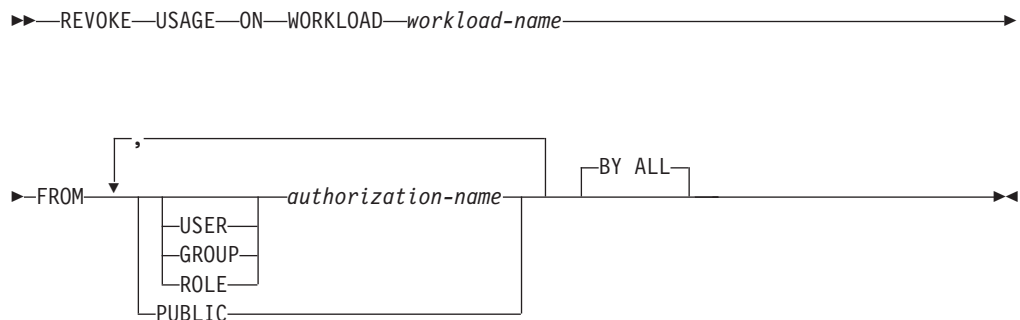 REVOKE USAGE ON WORKLOAD workload-name
,
BY ALL
FROM authorization-name
USER
GROUP
ROLE
PUBLIC